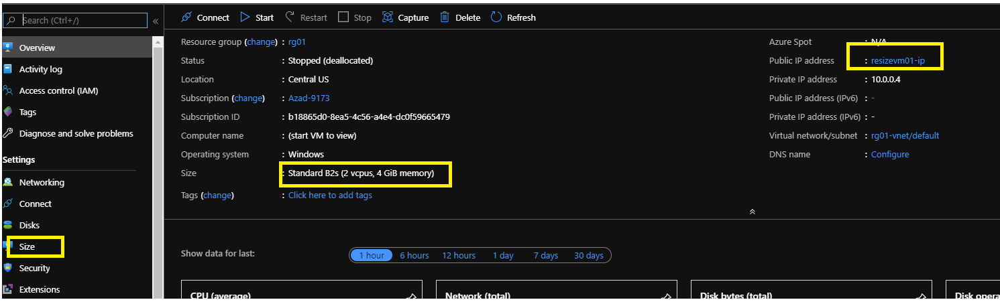 Search (Ctrl+/)
«
Overview
Activity log
Access control (IAM)
Tags
Diagnose and solve problems
Settings
Networking
Connect
Disks
Size
Security
Extensions
Connect Start Restart Stop Capture Delete Refresh
Resource group (change) : rg01
Status : Stopped (deallocated)
Location : Central US
Subscription (change) : Azad-9173
Subscription ID : b18865d0-8ea5-4c56-a4e4-dc0f59665479
Computer name : (start VM to view)
Operating system : Windows
Size : Standard B2s (2 vcpus, 4 GiB memory)
Tags (change) : Click here to add tags
Azure Spot : N/A
Public IP address : resizevm01-ip
Private IP address : 10.0.0.4
Public IP address (IPv6) : -
Private IP address (IPv6) : -
Virtual network/subnet : rg01-vnet/default
DNS name : Configure
Show data for last: 1 hour 6 hours 12 hours 1 day 7 days 30 days
CPU (average) Network (total) Disk bytes (total) Disk opera